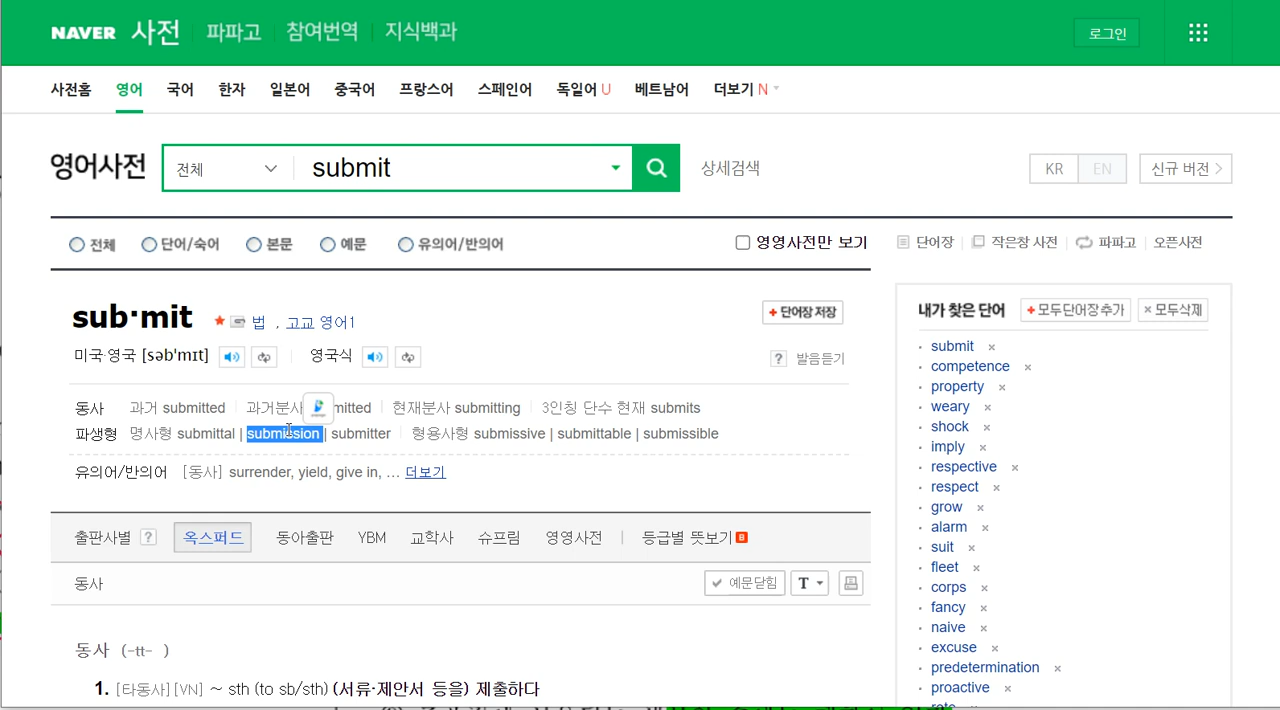 NAVER 사전 파파고 참여번역 지식백과 로그인
사전홈 영어 국어 한자 일본어 중국어 프랑스어 스페인어 독일어 U 베트남어 더보기 N
영어사전 전체 submit 상세검색 KR EN 신규 버전
전체 단어/숙어 본문 예문 유의어/반의어 영영사전만 보기 단어장 작은창 사전 파파고 오픈사전
sub·mit 법 , 고교 영어1 + 단어장 저장
미국·영국 [səb'mɪt] 영국식 ? 발음듣기
동사 과거 submitted 과거분사 mitted 현재분사 submitting 3인칭 단수 현재 submits
파생형 명사형 submittal | submission | submitter 형용사형 submissive | submittable | submissible
유의어/반의어 [동사] surrender, yield, give in, … 더보기
출판사별 ? 옥스퍼드 동아출판 YBM 교학사 슈프림 영영사전 등급별 뜻보기 B
동사 예문닫힘 T
동사 (-tt- )
1. [타동사][VN] ~ sth (to sb/sth) (서류·제안서 등을) 제출하다
내가 찾은 단어 + 모두단어장추가 × 모두삭제
· submit ×
· competence ×
· property ×
· weary ×
· shock ×
· imply ×
· respective ×
· respect ×
· grow ×
· alarm ×
· suit ×
· fleet ×
· corps ×
· fancy ×
· naive ×
· excuse ×
· predetermination ×
· proactive ×